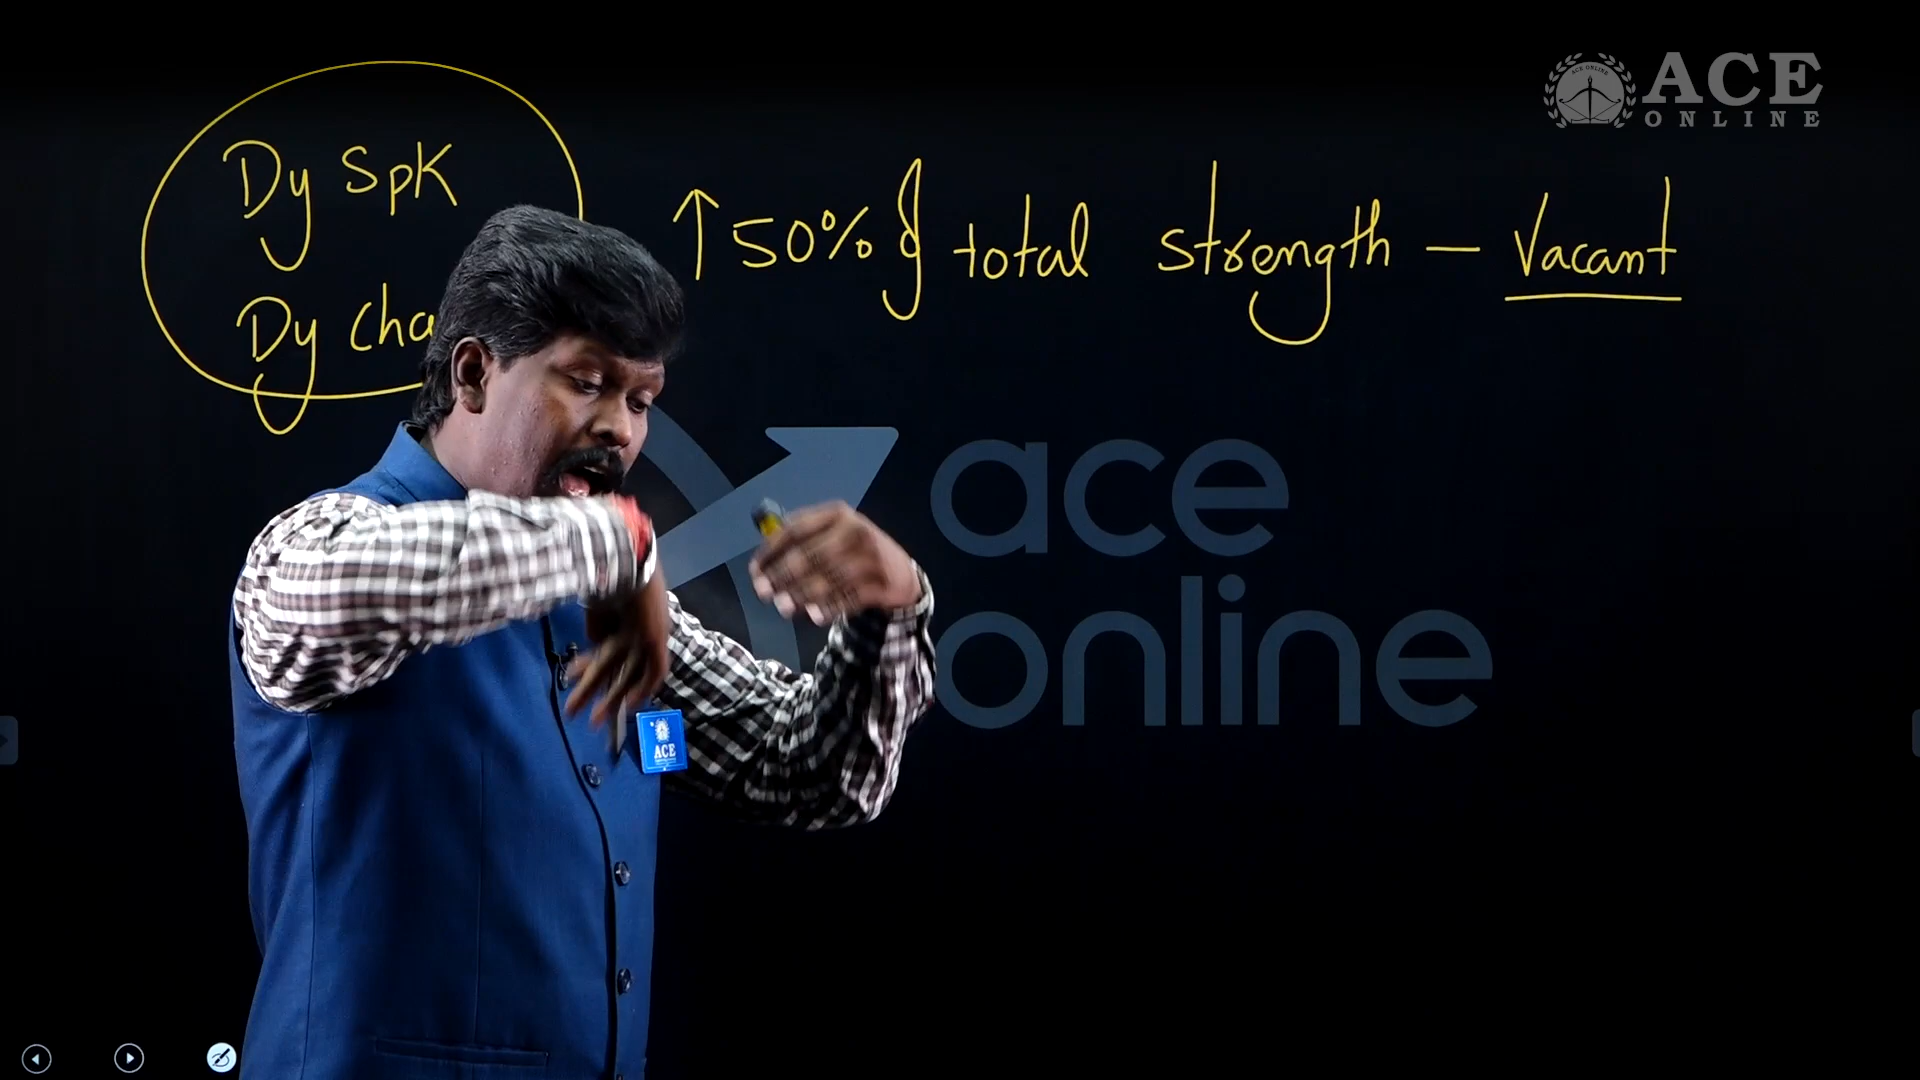 ACE
ONLINE
Dy Spk
↑ 50% of total strength — Vacant
Dy Cha
ace
online
ACE